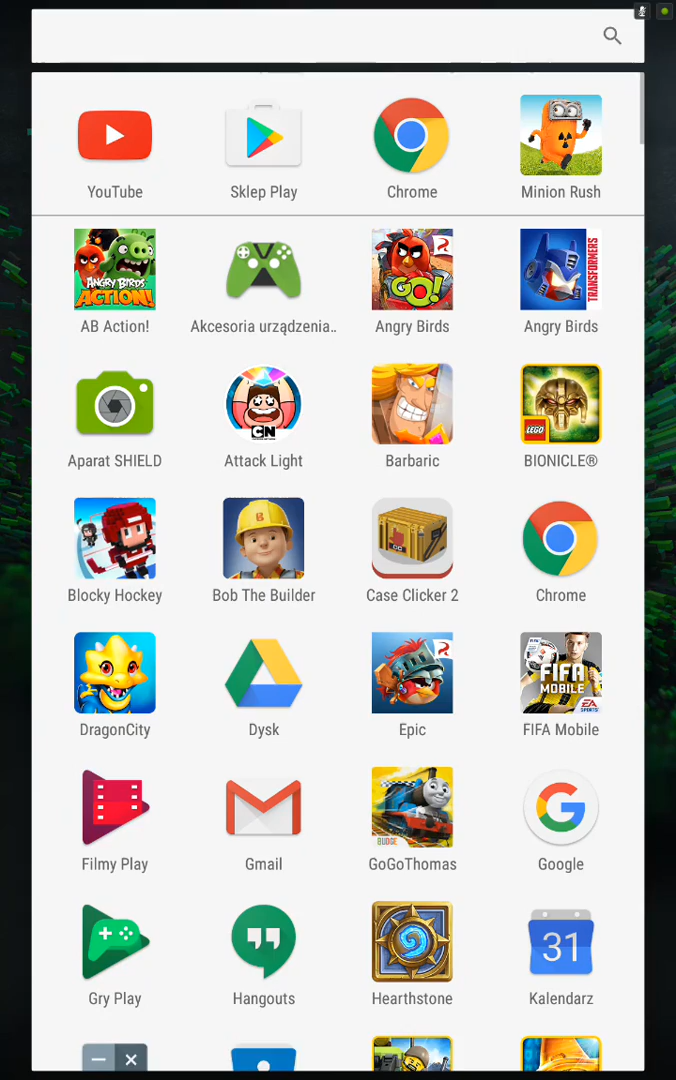 YouTube
Sklep Play
Chrome
Minion Rush
ANGRY BIRDS
ACTION!
GO!
TRANSFORMERS
AB Action!
Akcesoria urządzenia..
Angry Birds
Angry Birds
CN
LEGO
Aparat SHIELD
Attack Light
Barbaric
BIONICLE®
B
CC
Blocky Hockey
Bob The Builder
Case Clicker 2
Chrome
FIFA
MOBILE
EA
SPORTS
DragonCity
Dysk
Epic
FIFA Mobile
BUDGE
G
Filmy Play
Gmail
GoGoThomas
Google
31
Gry Play
Hangouts
Hearthstone
Kalendarz